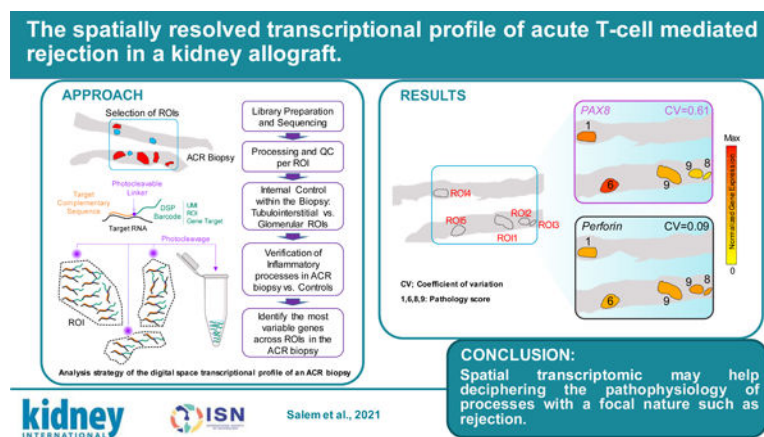 The spatially resolved transcriptional profile of acute T-cell mediated
rejection in a kidney allograft.
APPROACH
Selection of ROIs
ACR Biopsy
Photocleavable
Linker
Target
Complementary
Sequence
DSP
Barcode
UMI
ROI
Gene Target
Target RNA
Photocleavage
ROI
Library Preparation
and Sequencing
Processing and QC
per ROI
Internal Control
within the Biopsy:
Tubulointerstitial vs.
Glomerular ROIs
Verification of
Inflammatory
processes in ACR
biopsy vs. Controls
Identify the most
variable genes
across ROIs in the
ACR biopsy
Analysis strategy of the digital space transcriptional profile of an ACR biopsy
RESULTS
ROI4
ROI5
ROI2
ROI3
ROI1
CV; Coefficient of variation
1,6,8,9: Pathology score
PAX8 CV=0.61
1
6
9
9
8
Perforin CV=0.09
1
6
9
9
8
Max
Normalized Gene Expression
0
CONCLUSION:
Spatial transcriptomic may help
deciphering the pathophysiology of
processes with a focal nature such as
rejection.
kidney
INTERNATIONAL
ISN
Salem et al., 2021